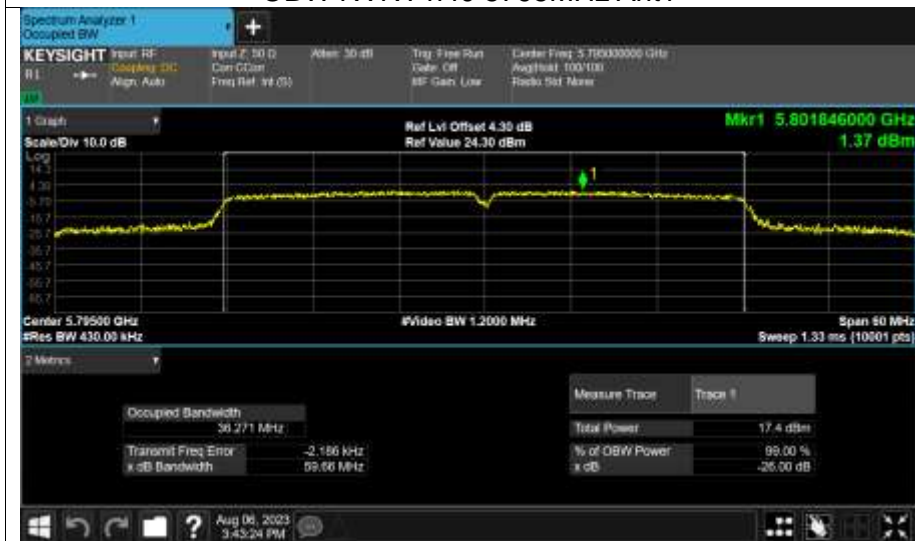 Spectrum Analyzer 1
Occupied BW
KEYSIGHT
Input: RF
Coupling: DC
Align: Auto
Input Z: 50 Ω
Corr CCorr
Freq Ref: Int (S)
Atten: 30 dB
Trig: Free Run
Gate: Off
#IF Gain: Low
Center Freq: 5.795000000 GHz
Avg|Hold: 100/100
Radio Std: None
1 Graph
Scale/Div 10.0 dB
Ref Lvl Offset 4.30 dB
Ref Value 24.30 dBm
Mkr1 5.801846000 GHz
1.37 dBm
Log
14.3
4.30
-5.70
-15.7
-25.7
-35.7
-45.7
-55.7
-65.7
1
Center 5.79500 GHz
#Video BW 1.2000 MHz
Span 60 MHz
#Res BW 430.00 kHz
Sweep 1.33 ms (10001 pts)
2 Metrics
Measure Trace Trace 1
Occupied Bandwidth
36.271 MHz
Total Power 17.4 dBm
Transmit Freq Error -2.186 kHz
% of OBW Power 99.00 %
x dB Bandwidth 59.66 MHz
x dB -26.00 dB
Aug 06, 2023
3:43:24 PM